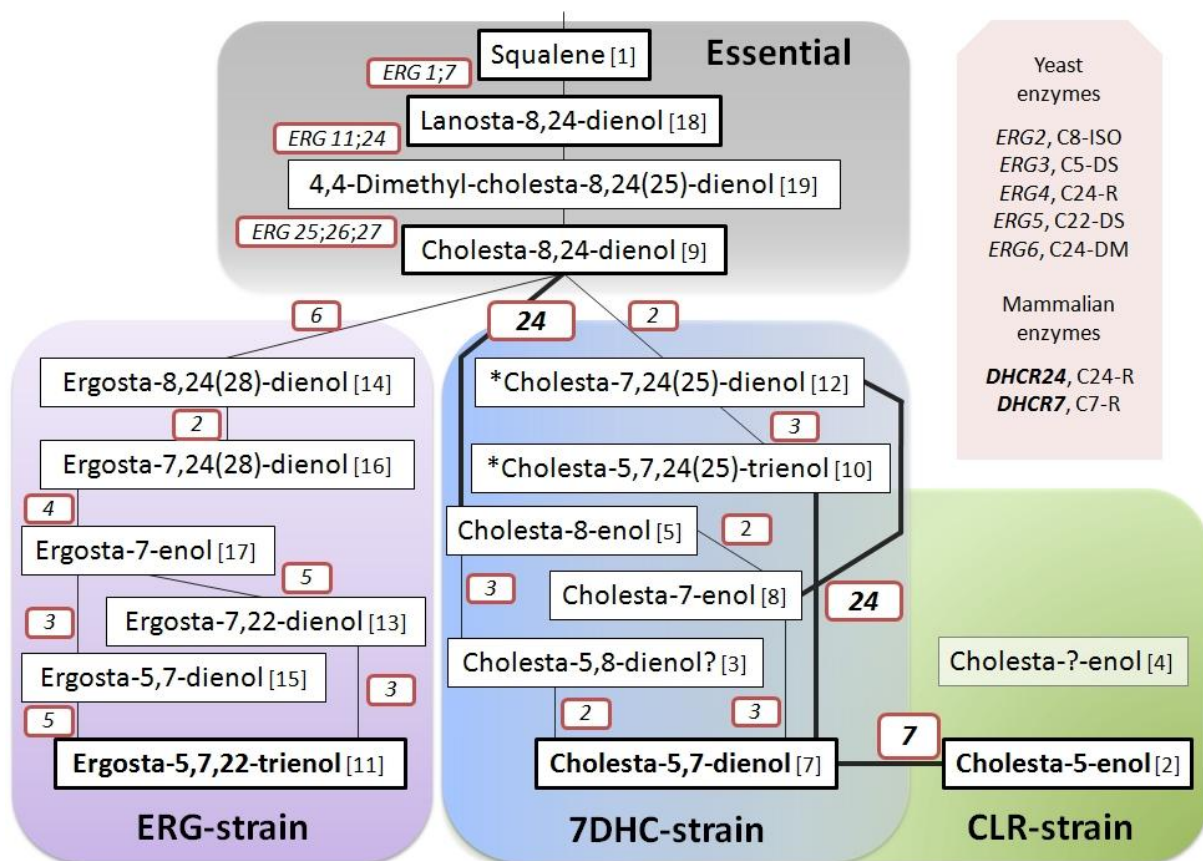 Essential
Squalene [1]
ERG 1;7
Lanosta-8,24-dienol [18]
ERG 11;24
4,4-Dimethyl-cholesta-8,24(25)-dienol [19]
ERG 25;26;27
Cholesta-8,24-dienol [9]
6
24
2
Ergosta-8,24(28)-dienol [14]
2
Ergosta-7,24(28)-dienol [16]
4
Ergosta-7-enol [17]
5
3
Ergosta-7,22-dienol [13]
Ergosta-5,7-dienol [15]
3
5
Ergosta-5,7,22-trienol [11]
ERG-strain
*Cholesta-7,24(25)-dienol [12]
3
*Cholesta-5,7,24(25)-trienol [10]
Cholesta-8-enol [5]
2
3
Cholesta-7-enol [8]
24
Cholesta-5,8-dienol? [3]
2
3
Cholesta-5,7-dienol [7]
7DHC-strain
Cholesta-?-enol [4]
7
Cholesta-5-enol [2]
CLR-strain
Yeast
enzymes
ERG2, C8-ISO
ERG3, C5-DS
ERG4, C24-R
ERG5, C22-DS
ERG6, C24-DM
Mammalian
enzymes
DHCR24, C24-R
DHCR7, C7-R